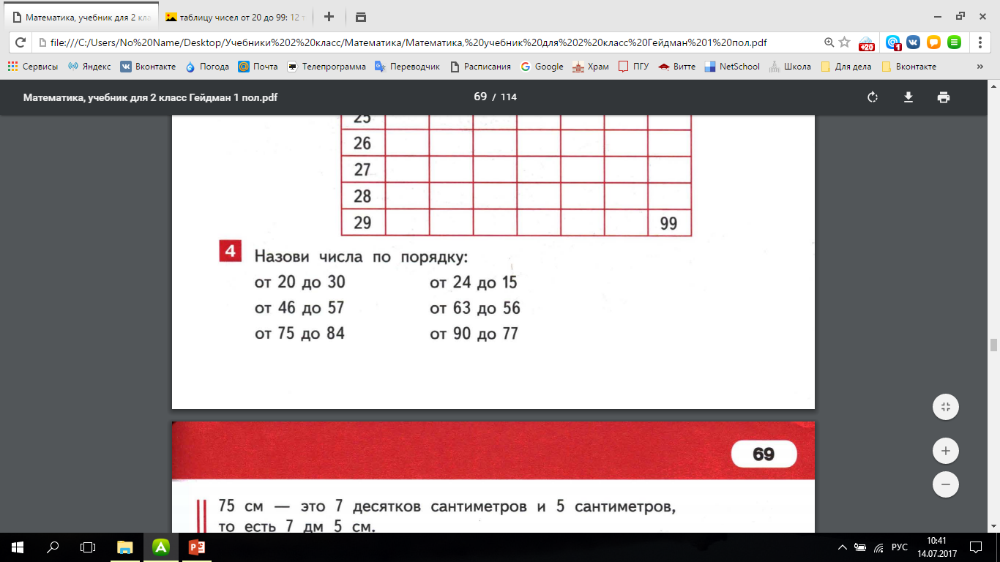 Математика, учебник для 2 кла
таблицу чисел от 20 до 99: 12 т
file:///C:/Users/No%20Name/Desktop/Учебники%202%20класс/Математика/Математика,%20учебник%20для%202%20класс%20Гейдман%201%20пол.pdf
+20
1
Сервисы Яндекс Вконтакте Погода Почта Телепрограмма Переводчик Расписания Google Храм ПГУ Витте NetSchool Школа Для дела Вконтакте »
Математика, учебник для 2 класс Гейдман 1 пол.pdf 69 / 114
25
26
27
28
29 99
4 Назови числа по порядку:
от 20 до 30 от 24 до 15
от 46 до 57 от 63 до 56
от 75 до 84 от 90 до 77
69
75 см — это 7 десятков сантиметров и 5 сантиметров,
то есть 7 дм 5 см.
РУС
10:41
14.07.2017